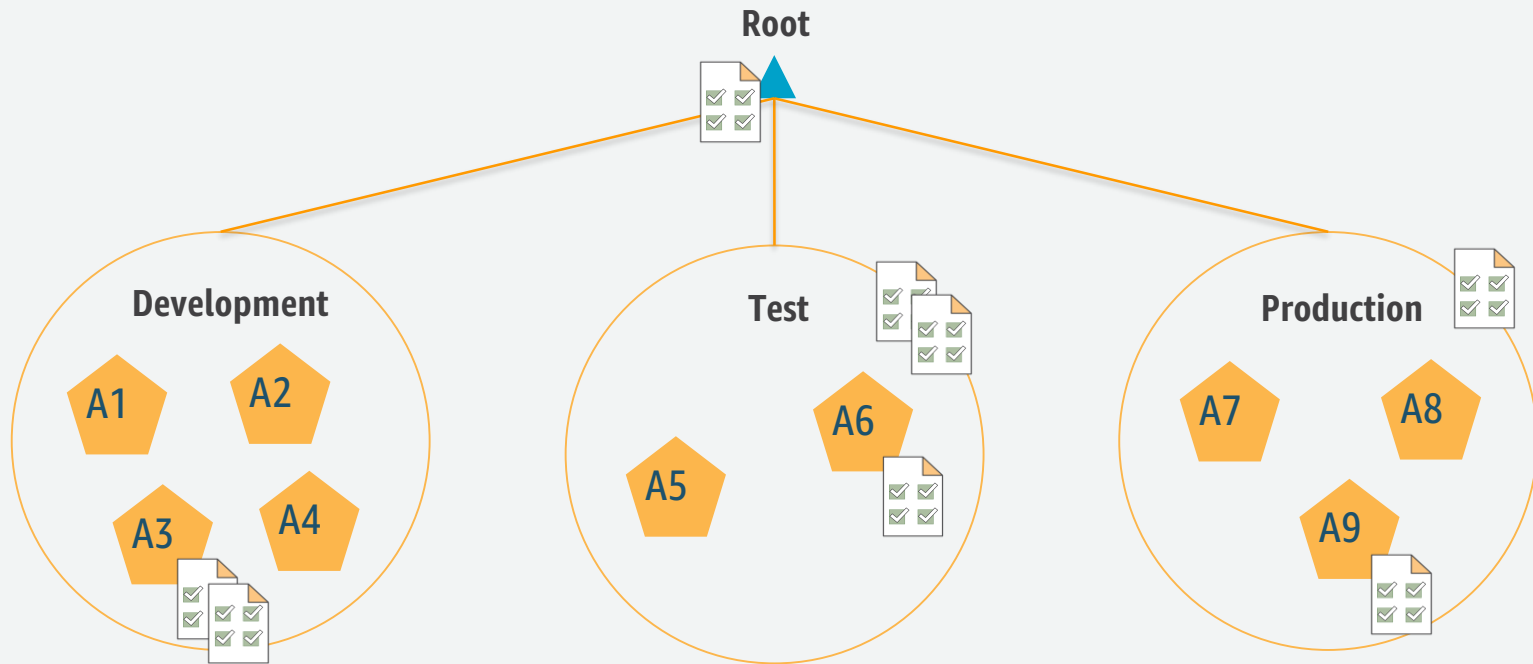 Root
Development
Test
Production
A1
A2
A3
A4
A5
A6
A7
A8
A9